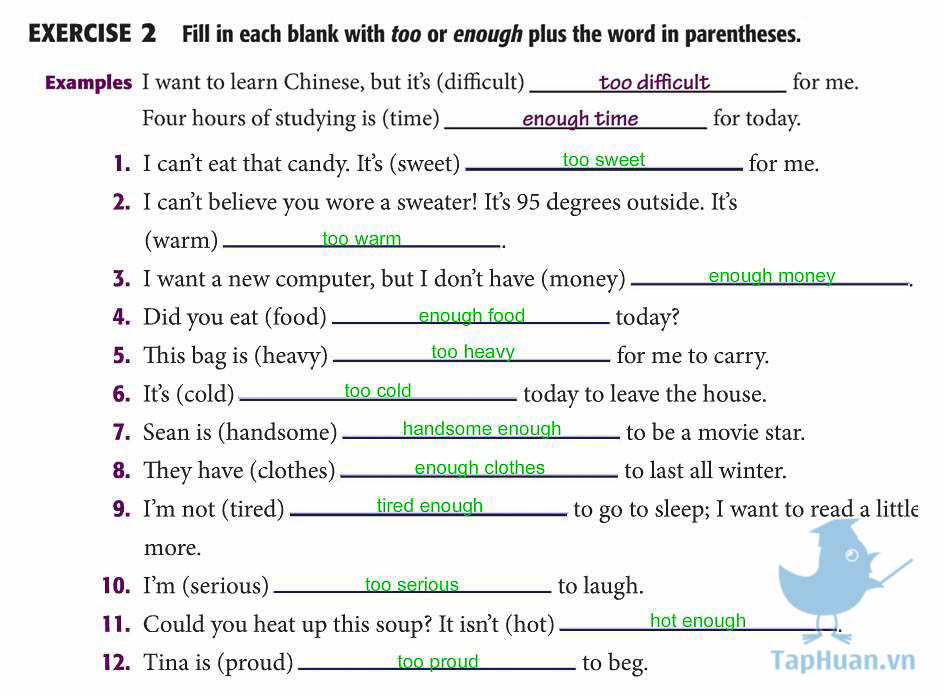 EXERCISE 2 Fill in each blank with too or enough plus the word in parentheses.
Examples I want to learn Chinese, but it's (difficult) too difficult for me.
Four hours of studying is (time) enough time for today.
1. I can't eat that candy. It's (sweet) too sweet for me.
2. I can't believe you wore a sweater! It's 95 degrees outside. It's
(warm) too warm.
3. I want a new computer, but I don't have (money) enough money.
4. Did you eat (food) enough food today?
5. This bag is (heavy) too heavy for me to carry.
6. It's (cold) too cold today to leave the house.
7. Sean is (handsome) handsome enough to be a movie star.
8. They have (clothes) enough clothes to last all winter.
9. I'm not (tired) tired enough to go to sleep; I want to read a little
more.
10. I'm (serious) too serious to laugh.
11. Could you heat up this soup? It isn't (hot) hot enough.
12. Tina is (proud) too proud to beg.
TapHuan.vn